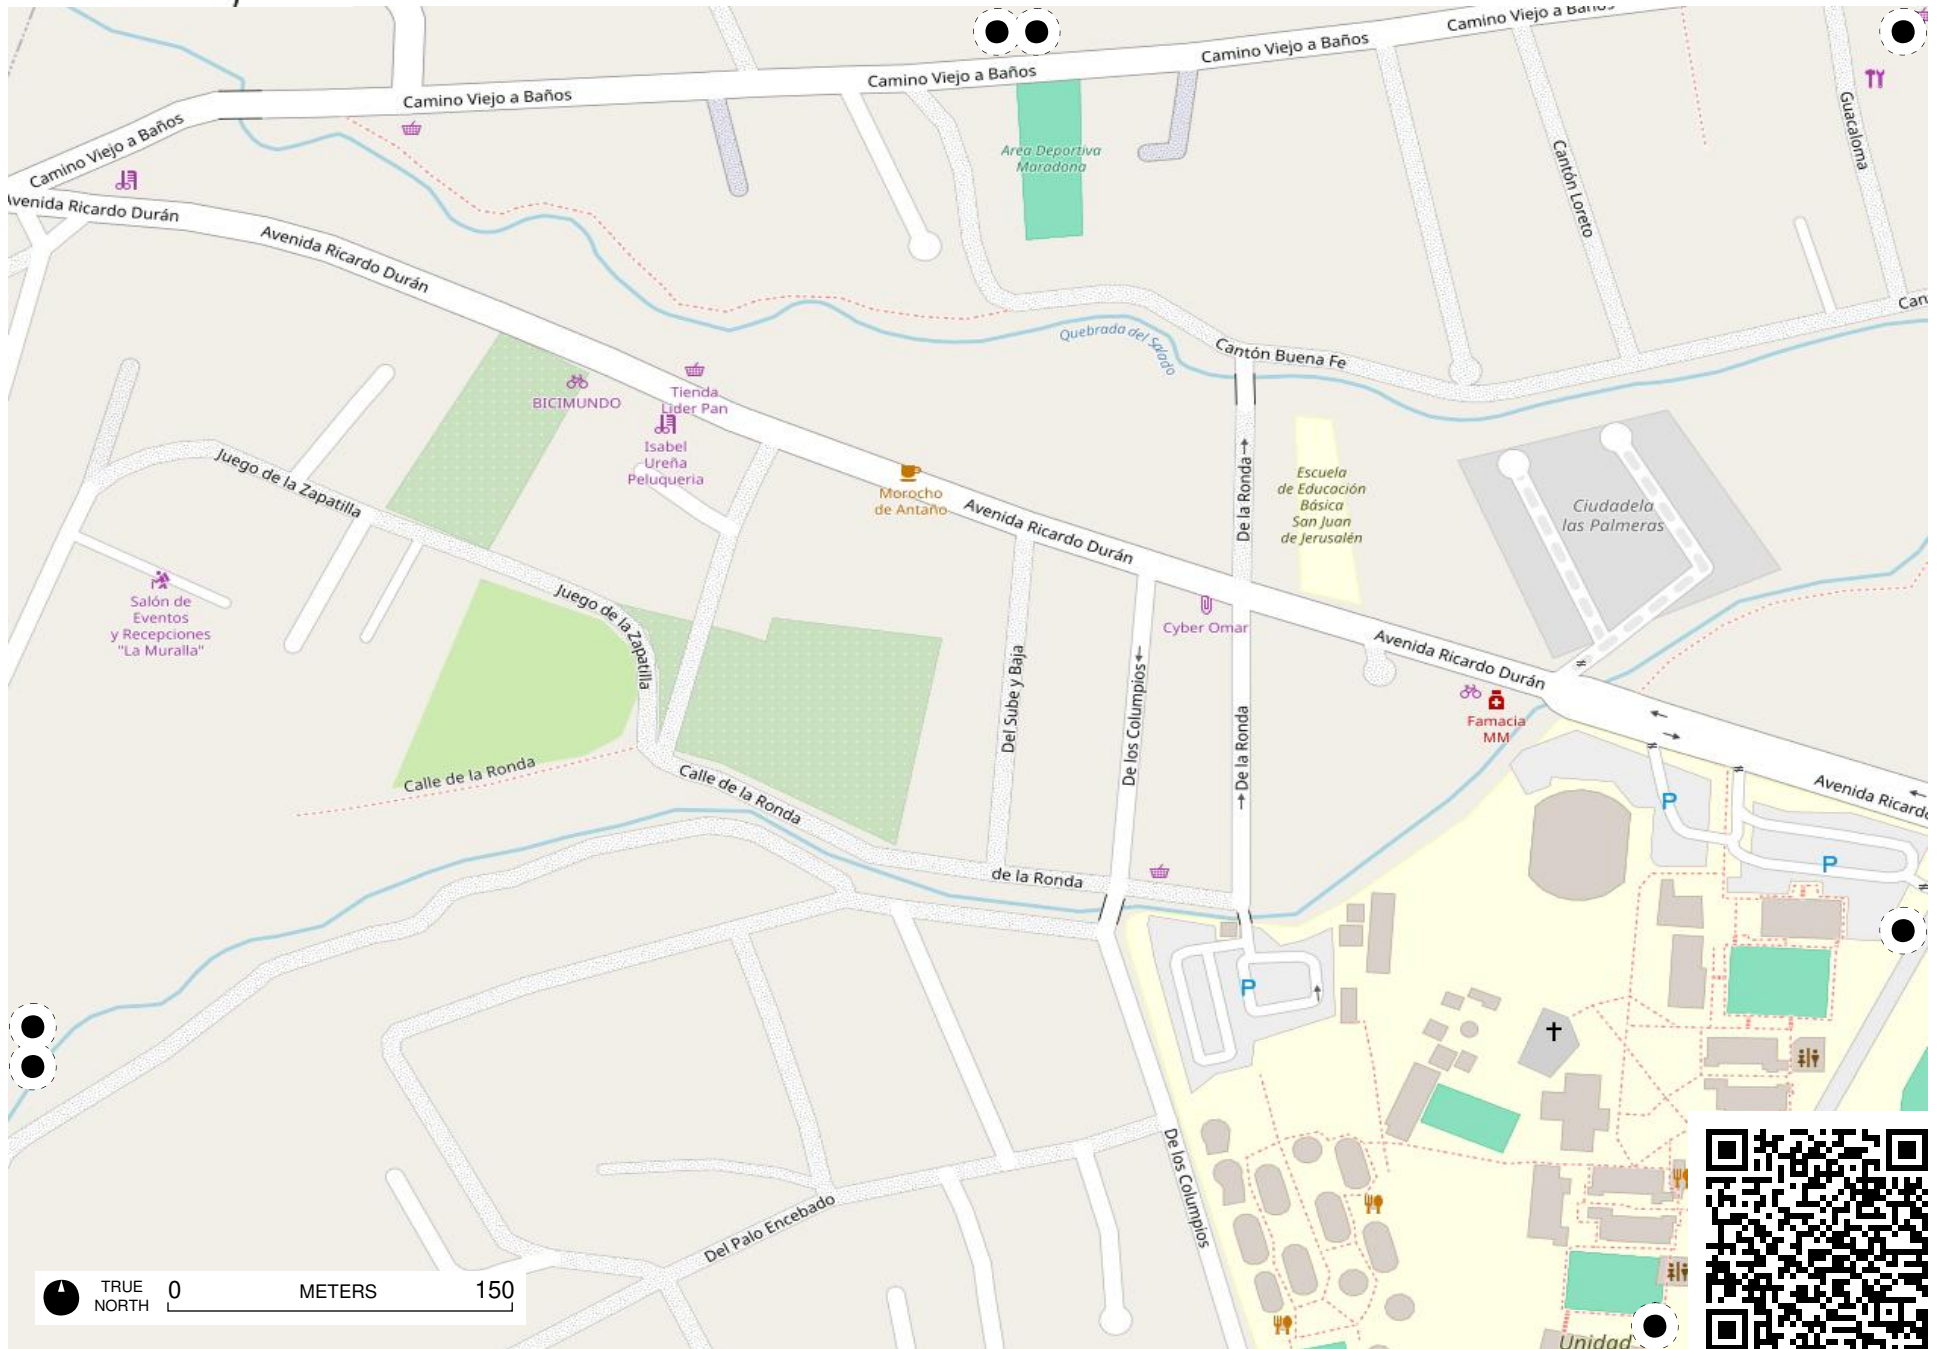 Camino Viejo a Baños
Camino Viejo a Baños
Camino Viejo a Baños
Camino Viejo a Baños
Camino Viejo a Baños
Guacaloma
Area Deportiva
Maradona
Cantón Loreto
Avenida Ricardo Durán
Avenida Ricardo Durán
Can
Quebrada del Salado
Cantón Buena Fe
BICIMUNDO
Tienda
Lider Pan
Isabel
Ureña
Peluqueria
Juego de la Zapatilla
Morocho
de Antaño
Avenida Ricardo Durán
De la Ronda
Escuela
de Educación
Básica
San Juan
de Jerusalén
Ciudadela
las Palmeras
Salón de
Eventos
y Recepciones
"La Muralla"
Juego de la Zapatilla
Cyber Omar
Avenida Ricardo Durán
Del Sube y Baja
De los Columpios
De la Ronda
Famacia
MM
Calle de la Ronda
Calle de la Ronda
P
Avenida Ricardo
P
de la Ronda
P
De los Columpios
Del Palo Encebado
TRUE
NORTH
0 METERS 150
Unidad